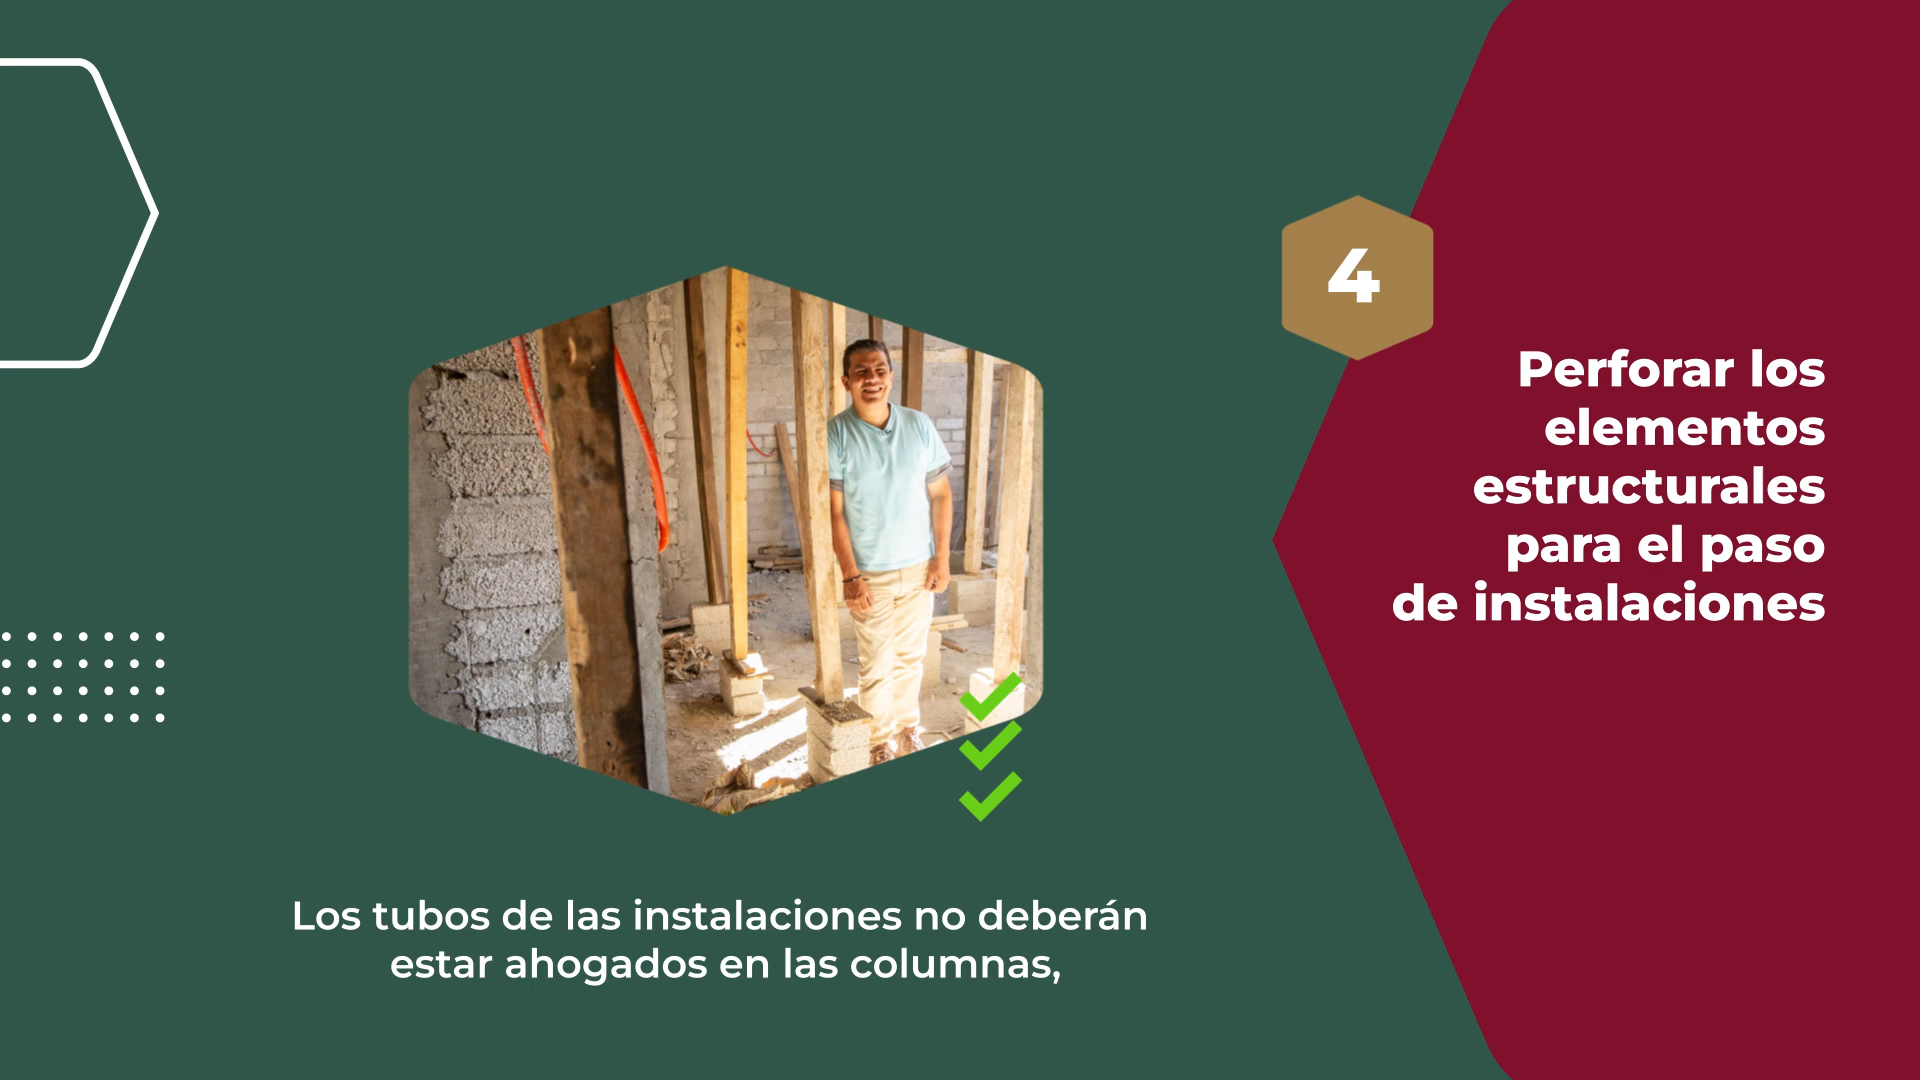 4
Perforar los
elementos
estructurales
para el paso
de instalaciones
Los tubos de las instalaciones no deberán
estar ahogados en las columnas,